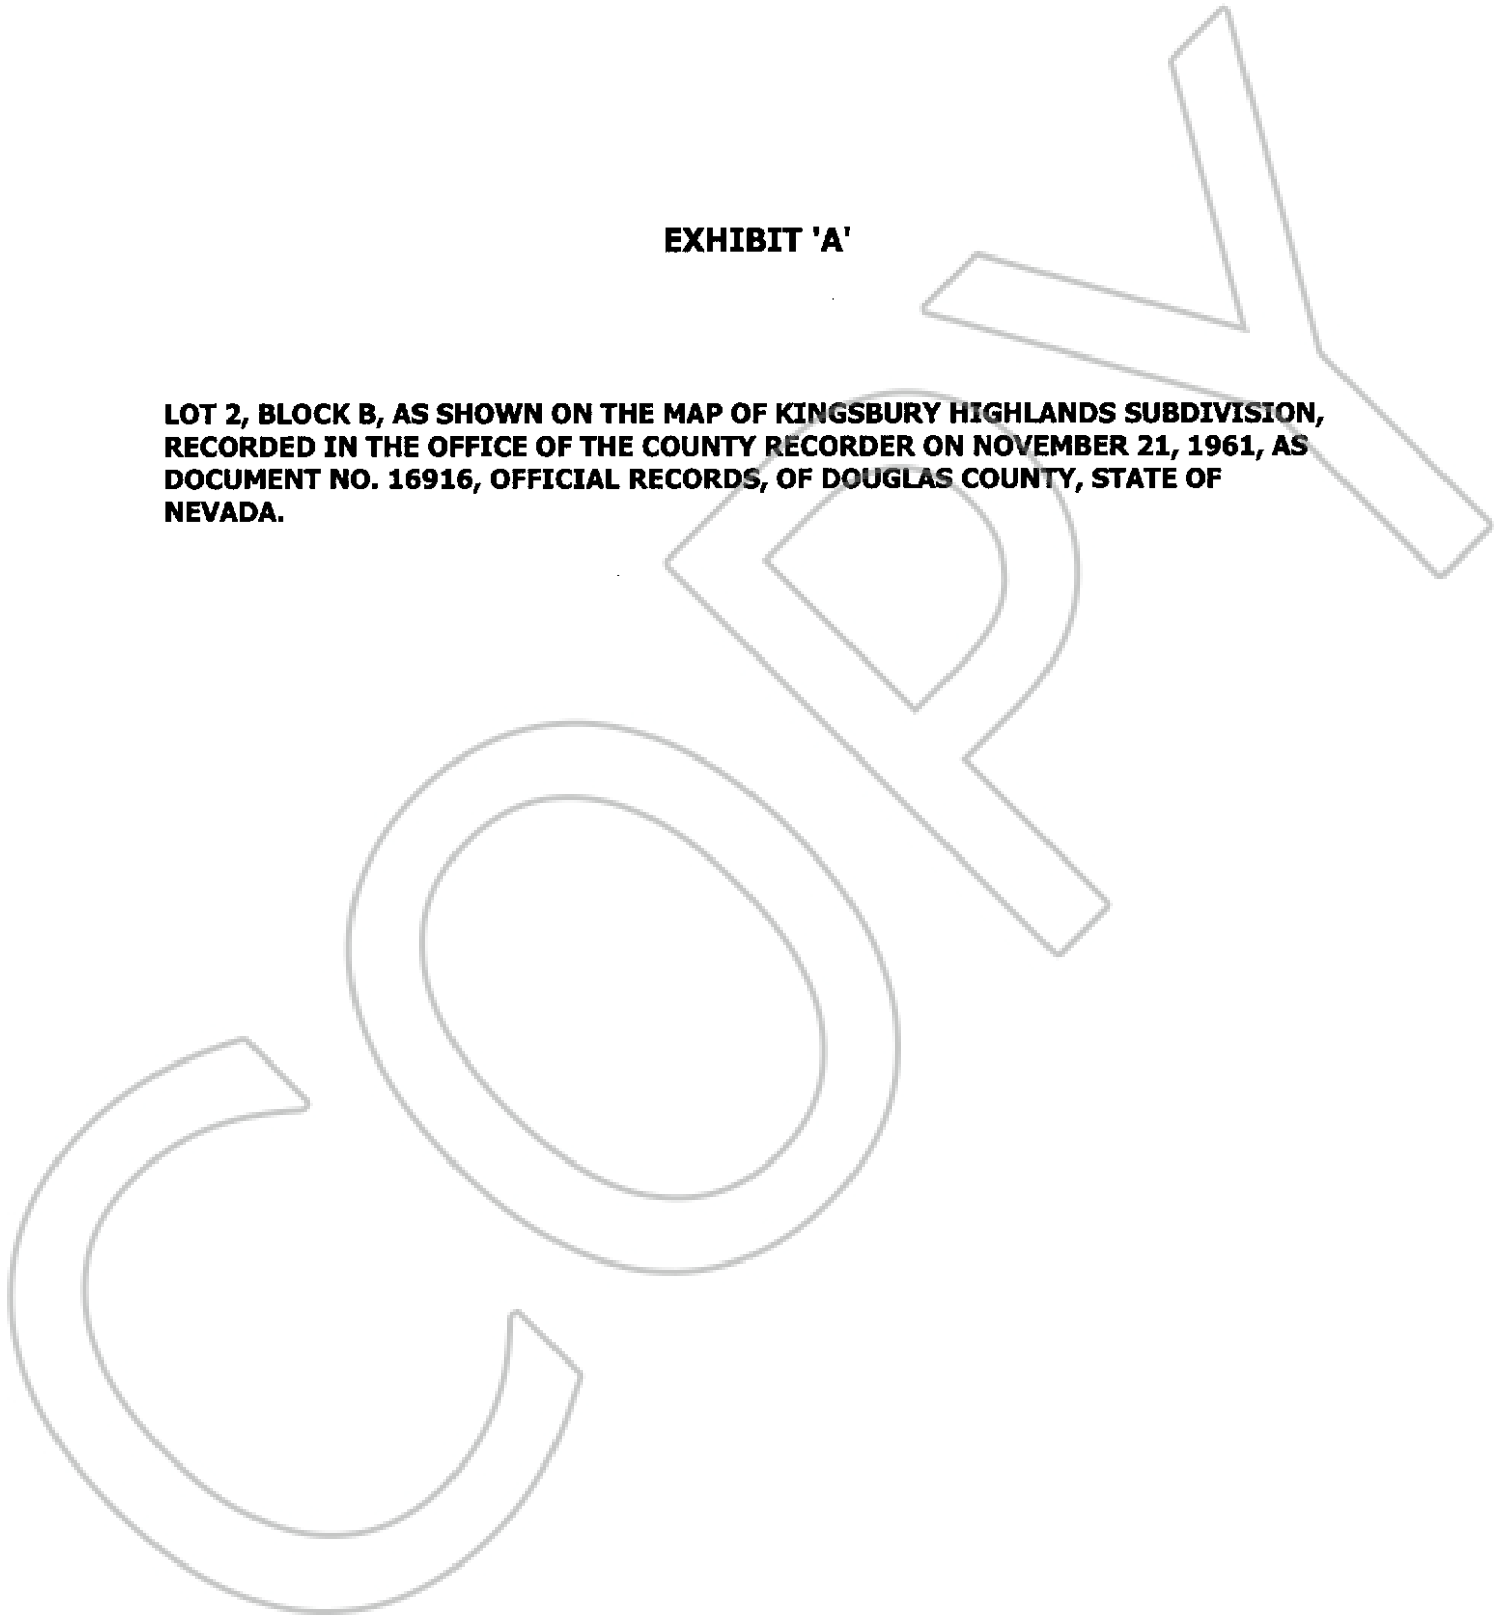 EXHIBIT 'A'
LOT 2, BLOCK B, AS SHOWN ON THE MAP OF KINGSBURY HIGHLANDS SUBDIVISION,
RECORDED IN THE OFFICE OF THE COUNTY RECORDER ON NOVEMBER 21, 1961, AS
DOCUMENT NO. 16916, OFFICIAL RECORDS, OF DOUGLAS COUNTY, STATE OF
NEVADA.
COPY